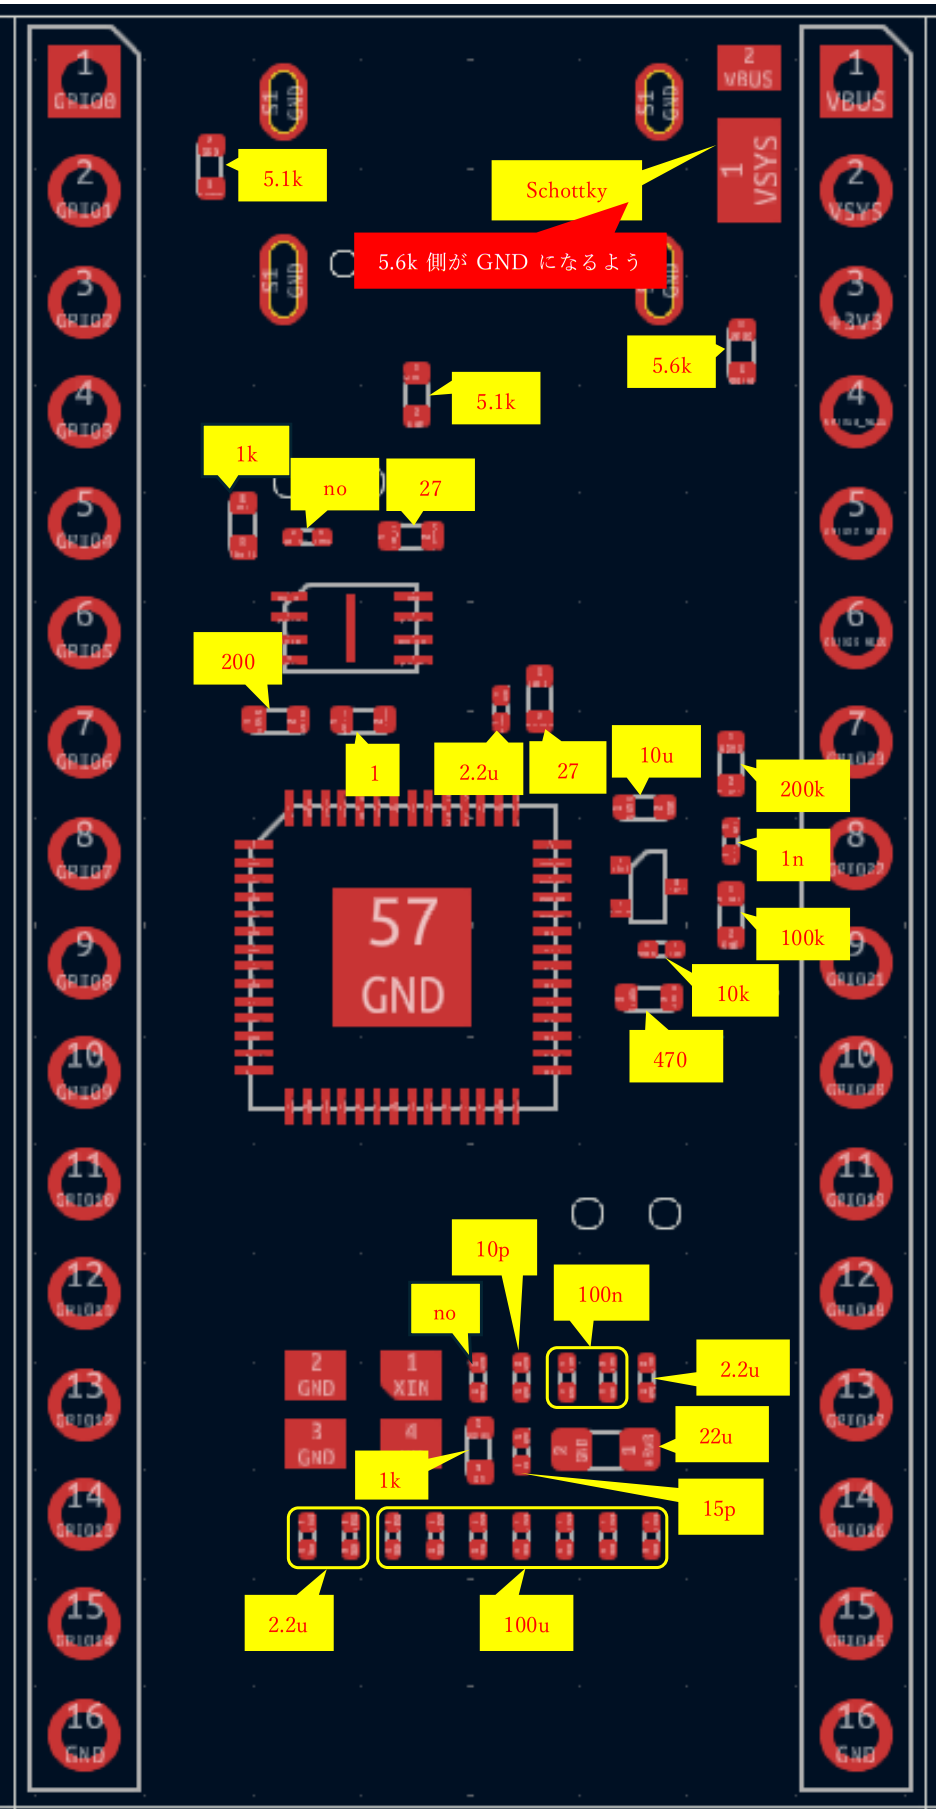 1
GPIO0
2
GPIO1
3
GPIO2
4
GPIO3
5
GPIO4
6
GPIO5
7
GPIO6
8
GPIO7
9
GPIO8
10
GPIO9
11
GPIO10
12
13
GPIO12
14
GPIO13
15
GPIO14
16
GND
S1
GND
S1
GND
S1
GND
S1
GND
2
VBUS
1
VSYS
5.1k
Schottky
5.6k 側が GND になるよう
5.6k
5.1k
1k
no
27
200
1
2.2u
27
10u
200k
1n
100k
10k
470
57
GND
10p
100n
no
2.2u
2
GND
1
XIN
3
GND
4
22u
1k
15p
2.2u
100u
1
VBUS
2
VSYS
3
+3V3
4
5
6
7
GPIO23
8
GPIO22
9
GPIO21
10
GPIO20
11
GPIO19
12
GPIO18
13
GPIO17
14
GPIO16
15
GPIO15
16
GND